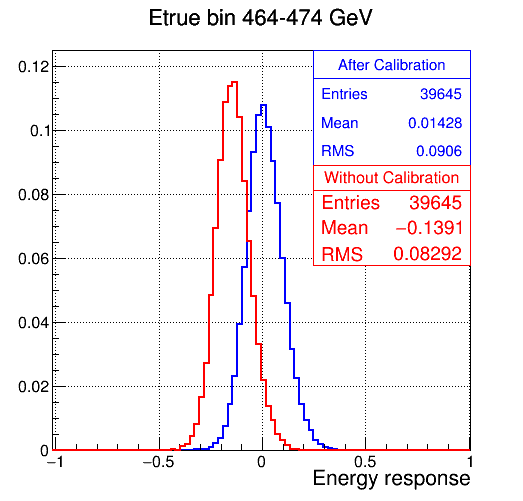 Etrue bin 464-474 GeV
After Calibration
Entries 39645
Mean 0.01428
RMS 0.0906
Without Calibration
Entries 39645
Mean −0.1391
RMS 0.08292
0.12
0.1
0.08
0.06
0.04
0.02
0
−1 −0.5 0 0.5 1
Energy response